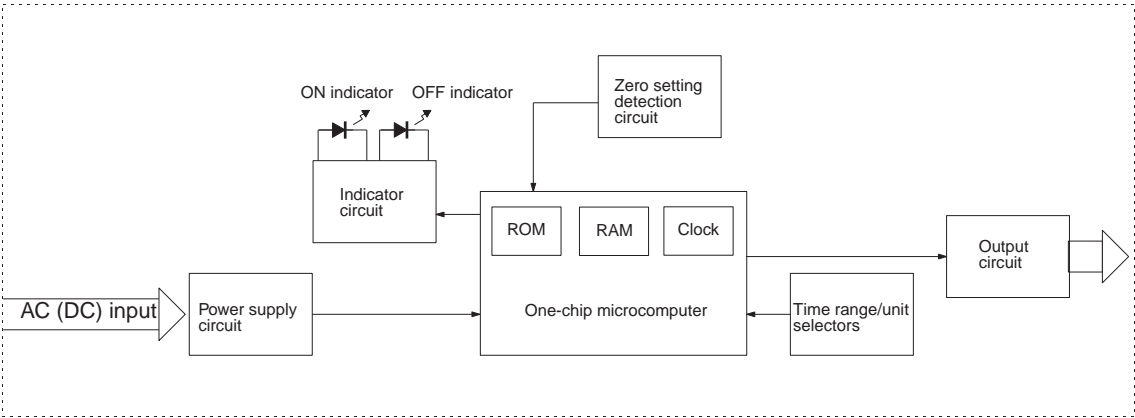 ON indicator
OFF indicator
Zero setting
detection
circuit
Indicator
circuit
ROM
RAM
Clock
Output
circuit
AC (DC) input
Power supply
circuit
One-chip microcomputer
Time range/unit
selectors